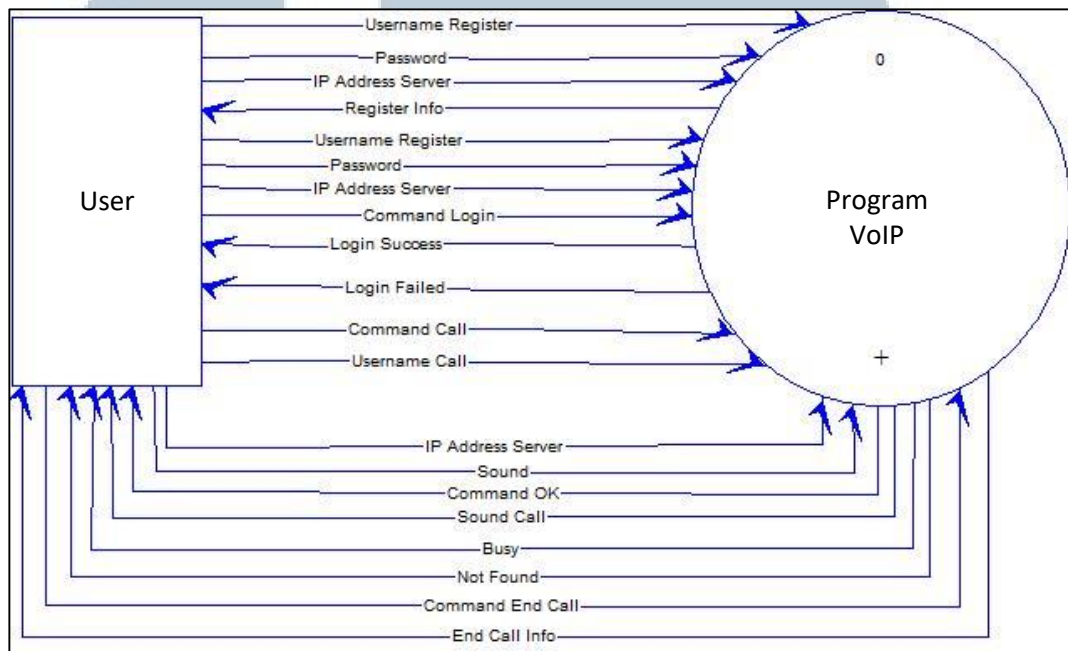 Username Register
0
Password
IP Address Server
Register Info
Username Register
Password
IP Address Server
User
Program
VoIP
Command Login
Login Success
Login Failed
Command Call
+
Username Call
IP Address Server
Sound
Command OK
Sound Call
Busy
Not Found
Command End Call
End Call Info